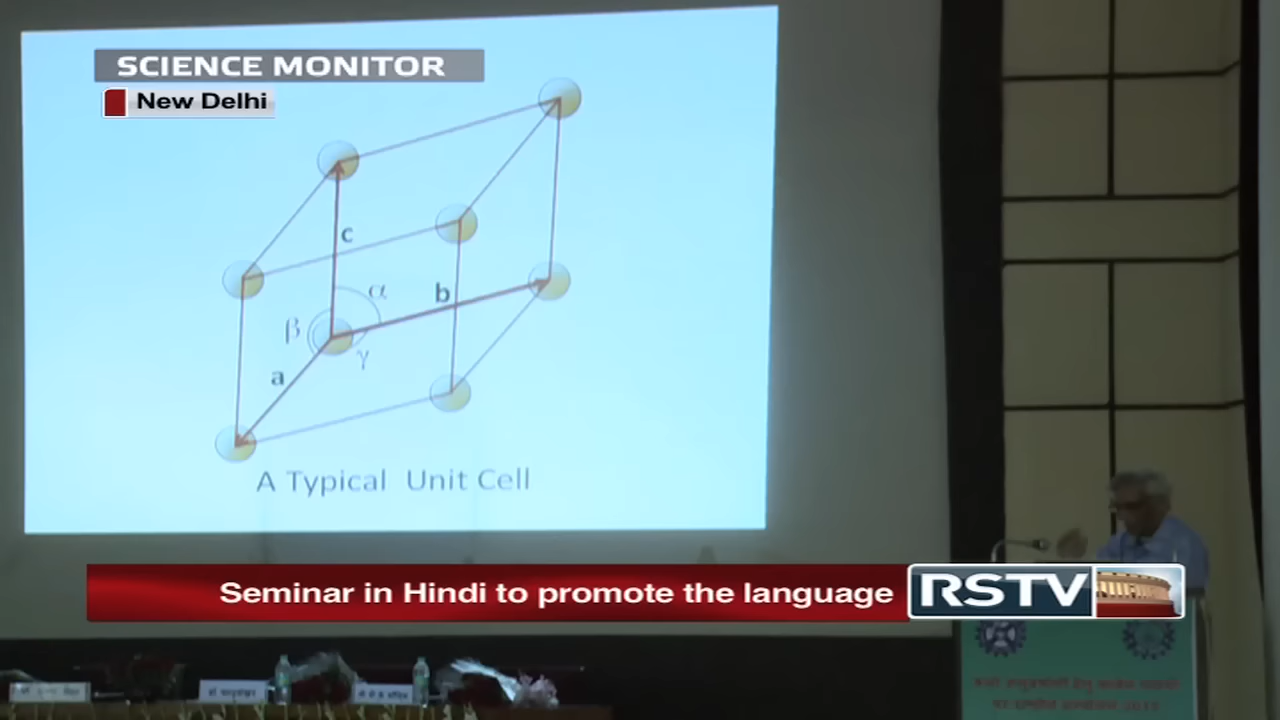 SCIENCE MONITOR
New Delhi
c
α
b
β
γ
a
A Typical Unit Cell
Seminar in Hindi to promote the language
RSTV